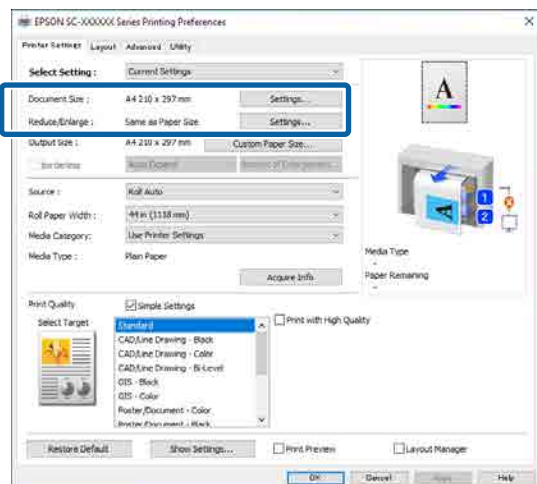 EPSON SC-XXXXXX Series Printing Preferences
Printer Settings Layout Advanced Utility
Select Setting : Current Settings
Document Size : A4 210 x 297 mm Settings...
Reduce/Enlarge : Same as Paper Size Settings...
Output Size : A4 210 x 297 mm Custom Paper Size...
Borderless Auto Expand Amount of Enlargement...
Source : Roll Auto
Roll Paper Width : 44 in (1118 mm)
Media Category: Use Printer Settings
Media Type : Plain Paper
Acquire Info
A
A
1
2
Media Type
-
Paper Remaining
-
Print Quality Simple Settings
Select Target Standard Print with High Quality
CAD/Line Drawing - Black
CAD/Line Drawing - Color
CAD/Line Drawing - Bi-Level
GIS - Black
GIS - Color
Poster/Document - Color
Poster/Document - Black
Restore Default Show Settings... Print Preview Layout Manager
OK Cancel Apply Help